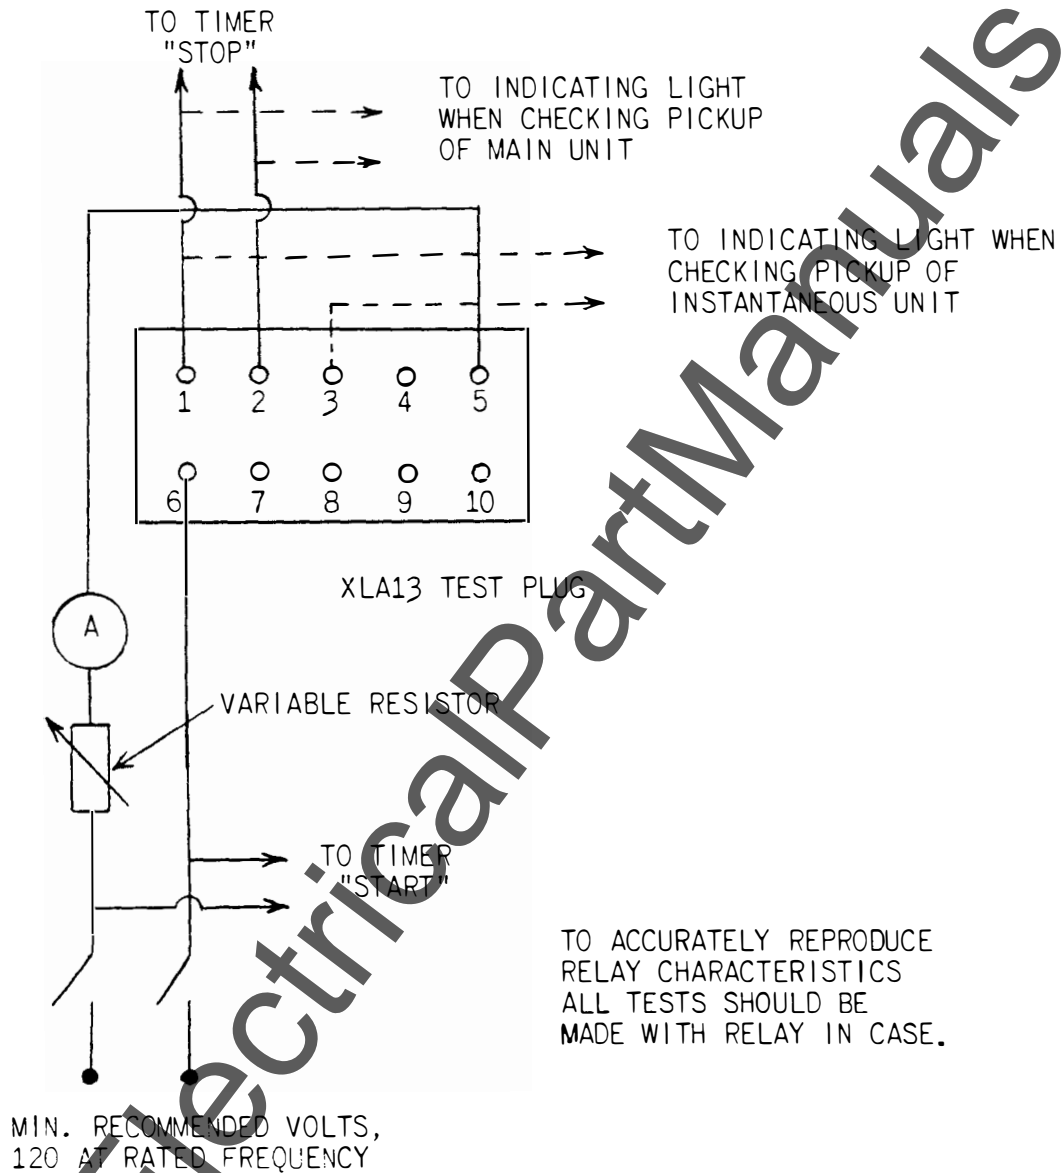 TO TIMER
"STOP"
TO INDICATING LIGHT
WHEN CHECKING PICKUP
OF MAIN UNIT
TO INDICATING LIGHT WHEN
CHECKING PICKUP OF
INSTANTANEOUS UNIT
1 2 3 4 5
6 7 8 9 10
XLA13 TEST PLUG
A
VARIABLE RESISTOR
TO TIMER
"START"
TO ACCURATELY REPRODUCE
RELAY CHARACTERISTICS
ALL TESTS SHOULD BE
MADE WITH RELAY IN CASE.
MIN. RECOMMENDED VOLTS,
120 AT RATED FREQUENCY
ElectricalPartManuals